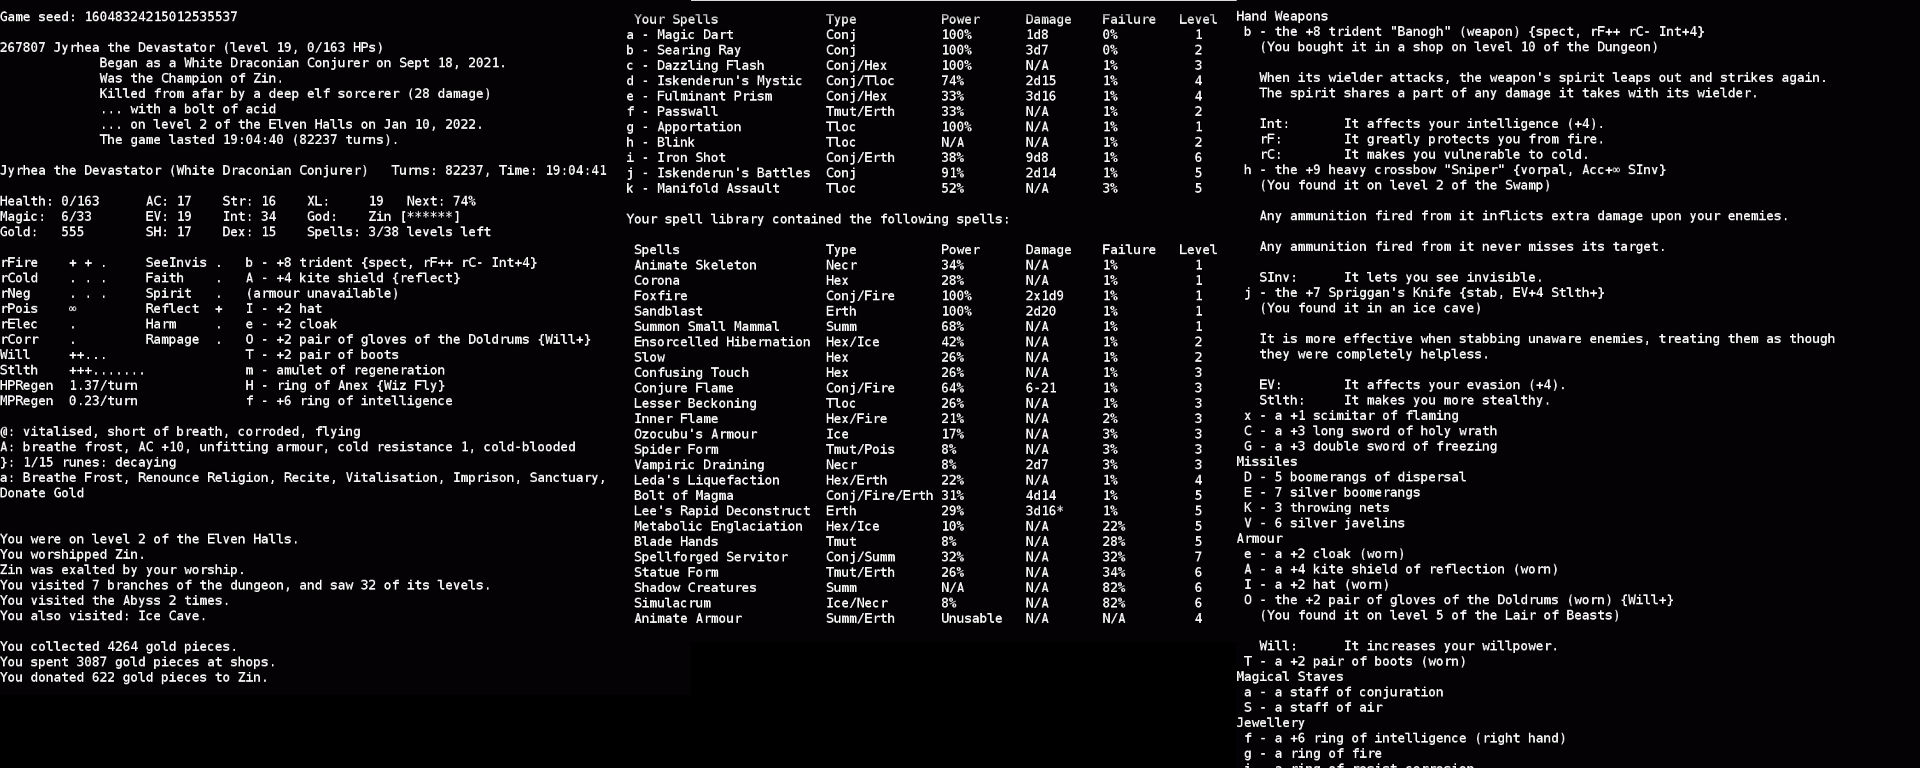 Game seed: 16048324215012535537
267807 Jyrhea the Devastator (level 19, 0/163 HPs)
Began as a White Draconian Conjurer on Sept 18, 2021.
Was the Champion of Zin.
Killed from afar by a deep elf sorcerer (28 damage)
... with a bolt of acid
... on level 2 of the Elven Halls on Jan 10, 2022.
The game lasted 19:04:40 (82237 turns).
Jyrhea the Devastator (White Draconian Conjurer) Turns: 82237, Time: 19:04:41
Health: 0/163 AC: 17 Str: 16 XL: 19 Next: 74%
Magic: 6/33 EV: 19 Int: 34 God: Zin [******]
Gold: 555 SH: 17 Dex: 15 Spells: 3/38 levels left
rFire + + . SeeInvis . b - +8 trident {spect, rF++ rC- Int+4}
rCold . . . Faith . A - +4 kite shield {reflect}
rNeg . . . Spirit . (armour unavailable)
rPois ∞ Reflect + I - +2 hat
rElec . Harm . e - +2 cloak
rCorr . Rampage . O - +2 pair of gloves of the Doldrums {Will+}
Will ++... T - +2 pair of boots
Stlth +++....... m - amulet of regeneration
HPRegen 1.37/turn H - ring of Anex {Wiz Fly}
MPRegen 0.23/turn f - +6 ring of intelligence
@: vitalised, short of breath, corroded, flying
A: breathe frost, AC +10, unfitting armour, cold resistance 1, cold-blooded
}: 1/15 runes: decaying
a: Breathe Frost, Renounce Religion, Recite, Vitalisation, Imprison, Sanctuary,
Donate Gold
You were on level 2 of the Elven Halls.
You worshipped Zin.
Zin was exalted by your worship.
You visited 7 branches of the dungeon, and saw 32 of its levels.
You visited the Abyss 2 times.
You also visited: Ice Cave.
You collected 4264 gold pieces.
You spent 3087 gold pieces at shops.
You donated 622 gold pieces to Zin.
Your Spells Type Power Damage Failure Level
a - Magic Dart Conj 100% 1d8 0% 1
b - Searing Ray Conj 100% 3d7 0% 2
c - Dazzling Flash Conj/Hex 100% N/A 1% 3
d - Iskenderun's Mystic Conj/Tloc 74% 2d15 1% 4
e - Fulminant Prism Conj/Hex 33% 3d16 1% 4
f - Passwall Tmut/Erth 33% N/A 1% 2
g - Apportation Tloc 100% N/A 1% 1
h - Blink Tloc N/A N/A 1% 2
i - Iron Shot Conj/Erth 38% 9d8 1% 6
j - Iskenderun's Battles Conj 91% 2d14 1% 5
k - Manifold Assault Tloc 52% N/A 3% 5
Your spell library contained the following spells:
Spells Type Power Damage Failure Level
Animate Skeleton Necr 34% N/A 1% 1
Corona Hex 28% N/A 1% 1
Foxfire Conj/Fire 100% 2x1d9 1% 1
Sandblast Erth 100% 2d20 1% 1
Summon Small Mammal Summ 68% N/A 1% 1
Ensorcelled Hibernation Hex/Ice 42% N/A 1% 2
Slow Hex 26% N/A 1% 2
Confusing Touch Hex 26% N/A 1% 3
Conjure Flame Conj/Fire 64% 6-21 1% 3
Lesser Beckoning Tloc 26% N/A 1% 3
Inner Flame Hex/Fire 21% N/A 2% 3
Ozocubu's Armour Ice 17% N/A 3% 3
Spider Form Tmut/Pois 8% N/A 3% 3
Vampiric Draining Necr 8% 2d7 3% 3
Leda's Liquefaction Hex/Erth 22% N/A 1% 4
Bolt of Magma Conj/Fire/Erth 31% 4d14 1% 5
Lee's Rapid Deconstruct Erth 29% 3d16* 1% 5
Metabolic Englaciation Hex/Ice 10% N/A 22% 5
Blade Hands Tmut 8% N/A 28% 5
Spellforged Servitor Conj/Summ 32% N/A 32% 7
Statue Form Tmut/Erth 26% N/A 34% 6
Shadow Creatures Summ N/A N/A 82% 6
Simulacrum Ice/Necr 8% N/A 82% 6
Animate Armour Summ/Erth Unusable N/A N/A 4
Hand Weapons
b - the +8 trident "Banogh" (weapon) {spect, rF++ rC- Int+4}
(You bought it in a shop on level 10 of the Dungeon)
When its wielder attacks, the weapon's spirit leaps out and strikes again.
The spirit shares a part of any damage it takes with its wielder.
Int: It affects your intelligence (+4).
rF: It greatly protects you from fire.
rC: It makes you vulnerable to cold.
h - the +9 heavy crossbow "Sniper" {vorpal, Acc+∞ SInv}
(You found it on level 2 of the Swamp)
Any ammunition fired from it inflicts extra damage upon your enemies.
Any ammunition fired from it never misses its target.
SInv: It lets you see invisible.
j - the +7 Spriggan's Knife {stab, EV+4 Stlth+}
(You found it in an ice cave)
It is more effective when stabbing unaware enemies, treating them as though
they were completely helpless.
EV: It affects your evasion (+4).
Stlth: It makes you more stealthy.
x - a +1 scimitar of flaming
C - a +3 long sword of holy wrath
G - a +3 double sword of freezing
Missiles
D - 5 boomerangs of dispersal
E - 7 silver boomerangs
K - 3 throwing nets
V - 6 silver javelins
Armour
e - a +2 cloak (worn)
A - a +4 kite shield of reflection (worn)
I - a +2 hat (worn)
O - the +2 pair of gloves of the Doldrums (worn) {Will+}
(You found it on level 5 of the Lair of Beasts)
Will: It increases your willpower.
T - a +2 pair of boots (worn)
Magical Staves
a - a staff of conjuration
S - a staff of air
Jewellery
f - a +6 ring of intelligence (right hand)
g - a ring of fire
i - a ring of resist corrosion